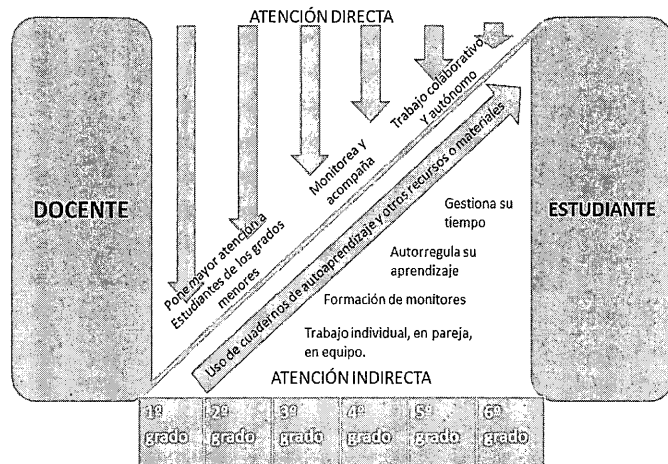 ATENCIÓN DIRECTA
DOCENTE
Pone mayor atención a
Estudiantes de los grados
menores
Monitorea y
acompaña
Trabajo colaborativo
Y autónomo
Uso de cuadernos de autoaprendizaje y otros recursos o materiales
Gestiona su
tiempo
Autorregula su
aprendizaje
Formación de monitores
Trabajo individual, en pareja,
en equipo.
ESTUDIANTE
ATENCIÓN INDIRECTA
1º
grado
2º
grado
3º
grado
4º
grado
5º
grado
6º
grado